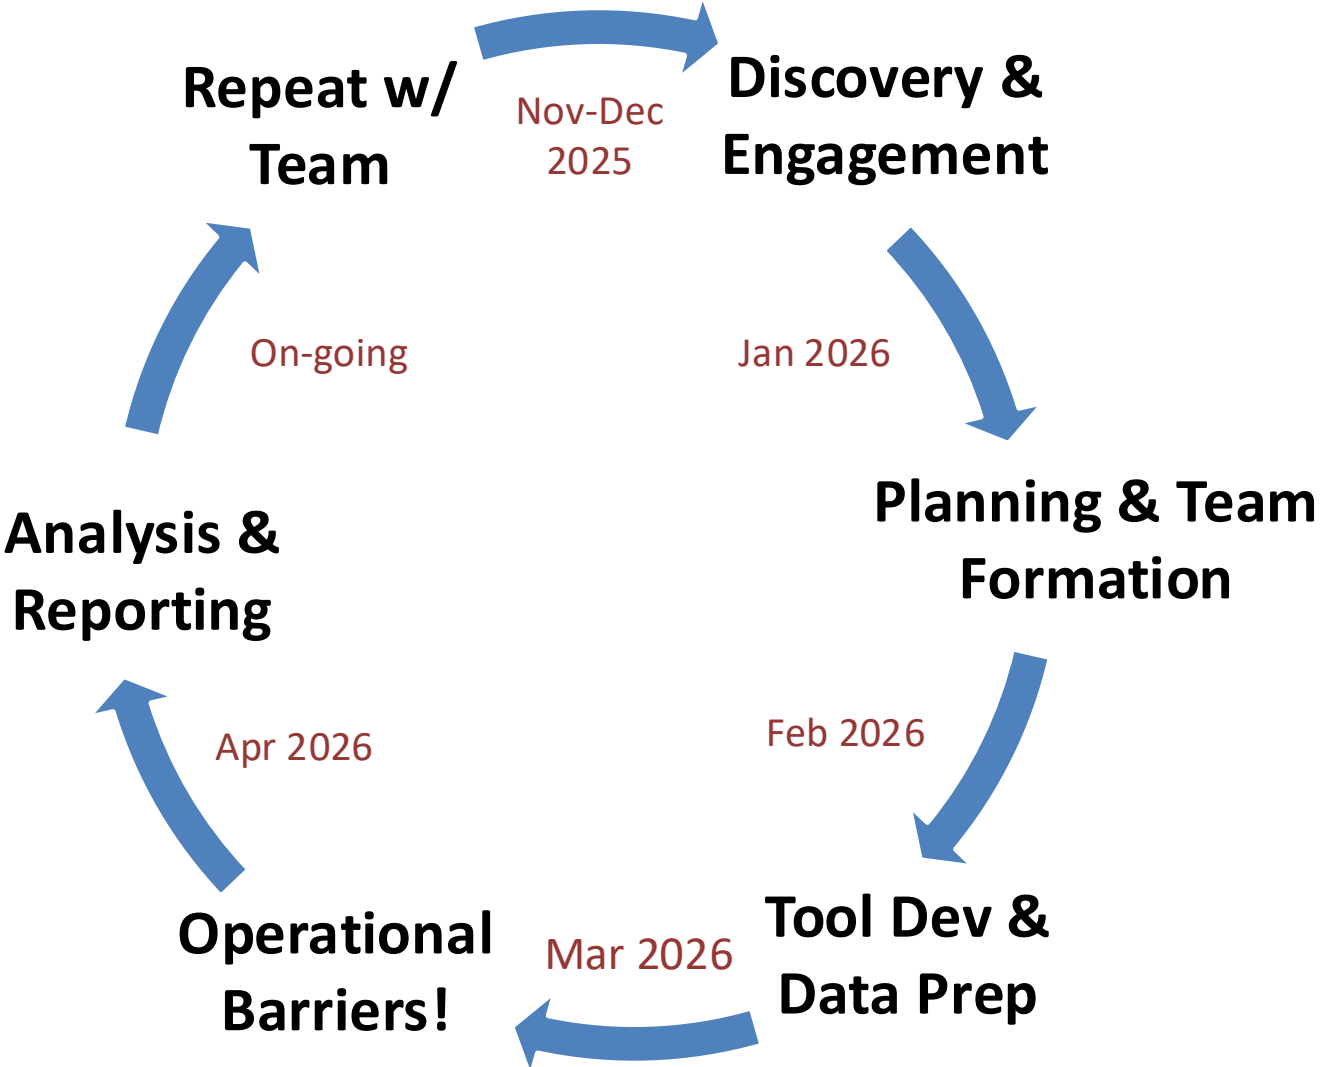 Repeat w/
Team
Nov-Dec
2025
Discovery &
Engagement
Jan 2026
Planning & Team
Formation
Feb 2026
Tool Dev &
Data Prep
Mar 2026
Operational
Barriers!
Apr 2026
Analysis &
Reporting
On-going